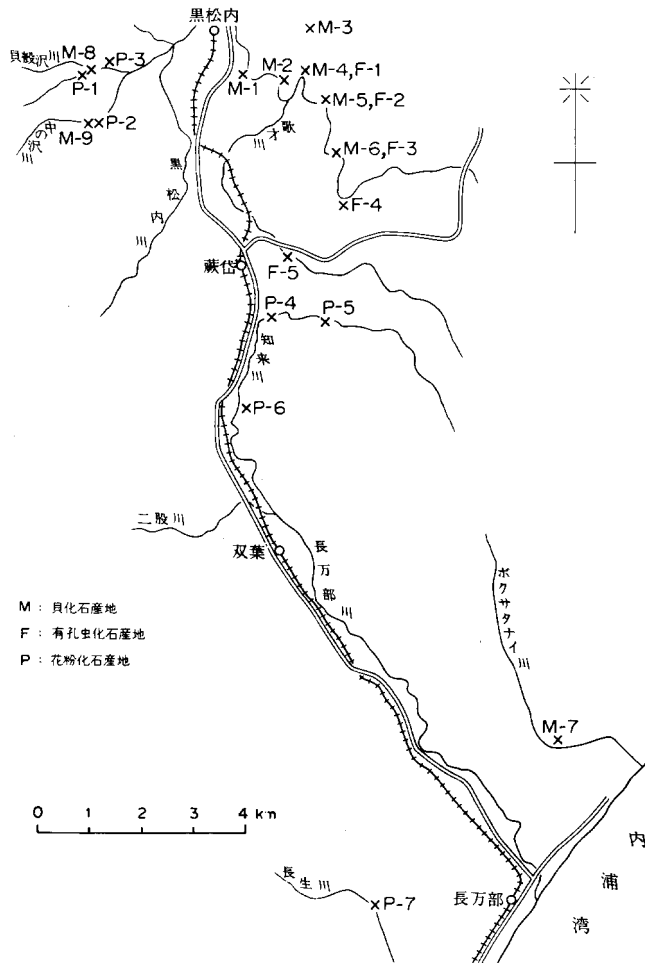 黒松内
M-3
貝殻沢川
M-8
P-3
P-1
M-1
M-2
M-4,F-1
M-5,F-2
M-9
P-2
中の沢川
歌才川
M-6,F-3
黒松内川
F-4
蕨岱
F-5
P-4
P-5
知来川
P-6
二股川
双葉
長万部川
ボクサタナイ川
M : 貝化石産地
F : 有孔虫化石産地
P : 花粉化石産地
M-7
0 1 2 3 4 km
長生川
P-7
長万部
内浦湾